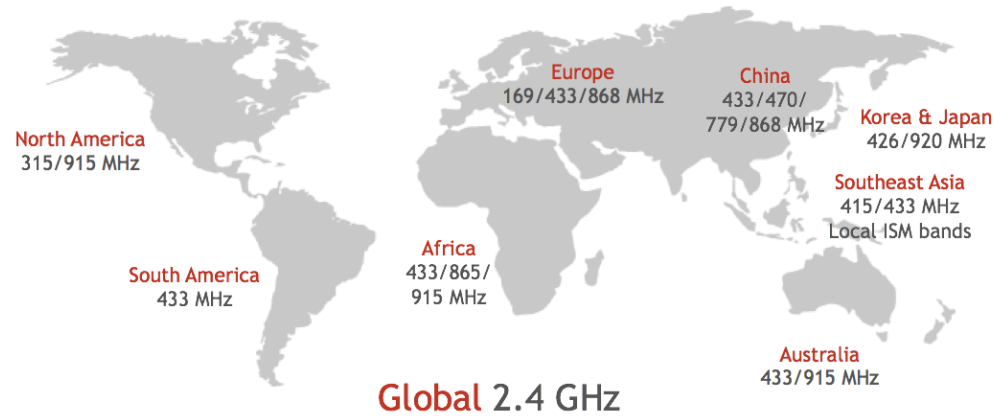 Europe
169/433/868 MHz
China
433/470/
779/868 MHz
Korea & Japan
426/920 MHz
North America
315/915 MHz
Southeast Asia
415/433 MHz
Local ISM bands
Africa
433/865/
915 MHz
South America
433 MHz
Australia
433/915 MHz
Global 2.4 GHz